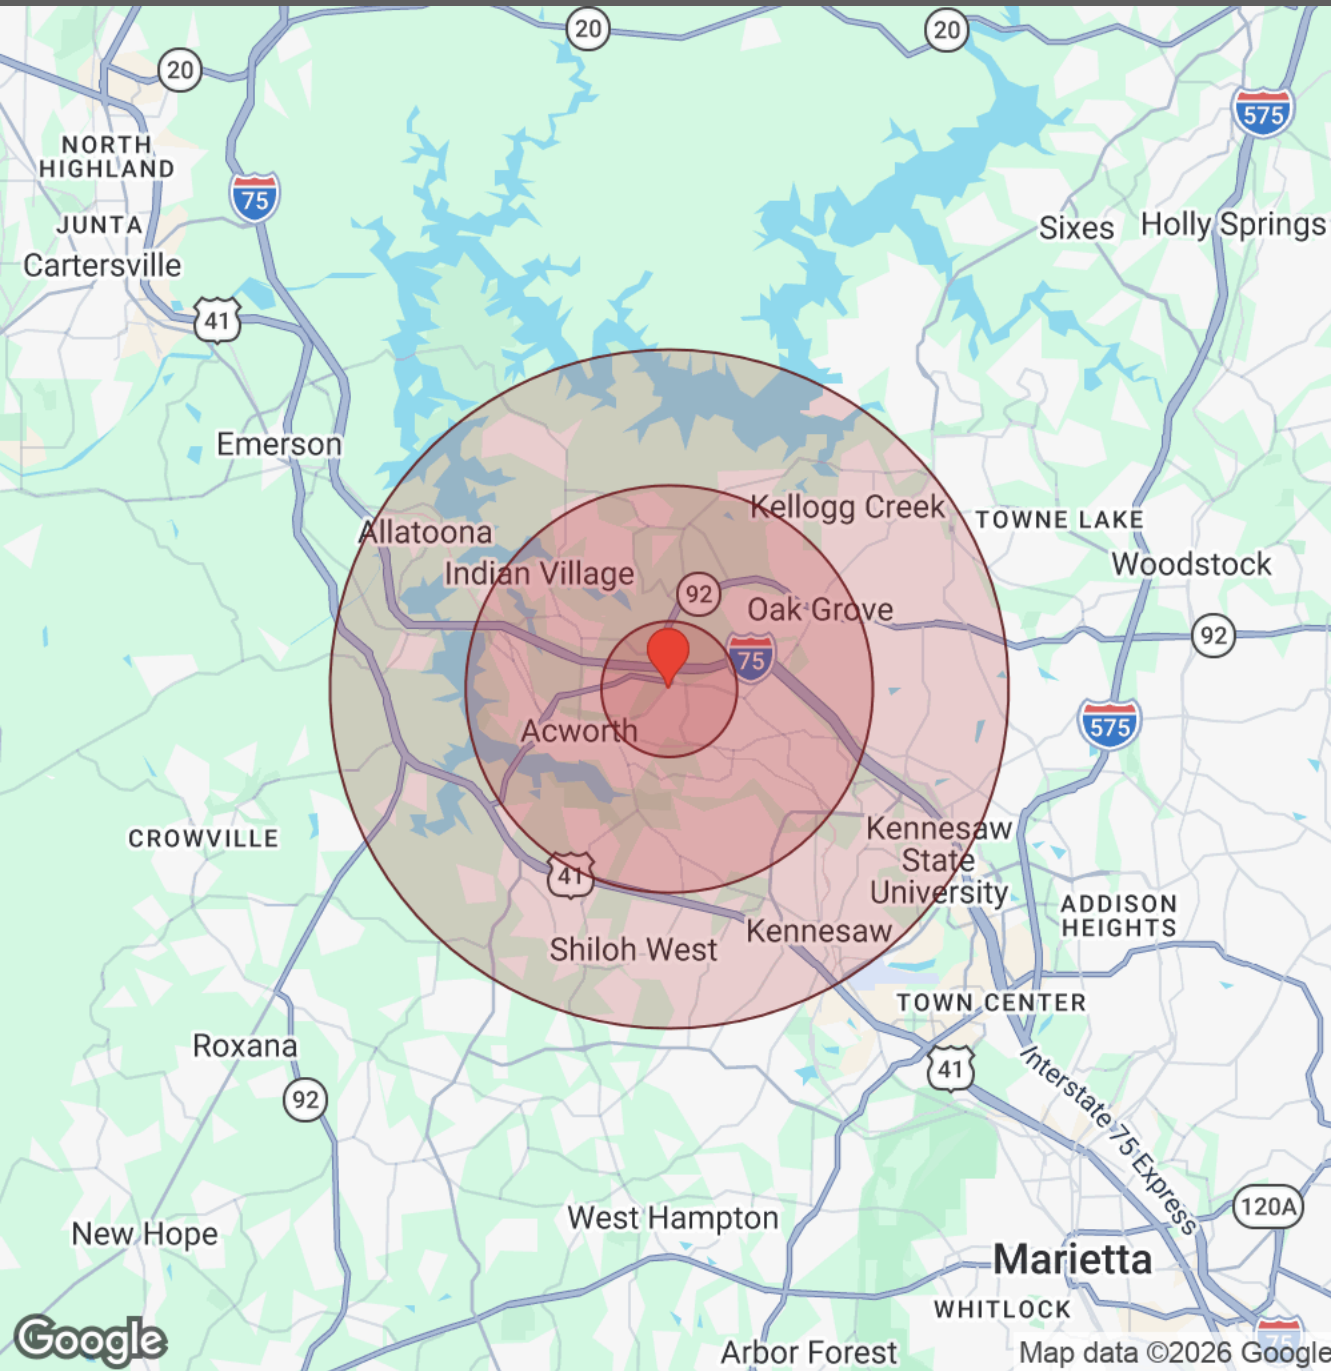 20
20
20
575
NORTH
HIGHLAND
75
JUNTA
Sixes
Holly Springs
Cartersville
41
Emerson
Kellogg Creek
TOWNE LAKE
Allatoona
Woodstock
Indian Village
92
Oak Grove
92
75
575
Acworth
CROWVILLE
Kennesaw
State
University
41
ADDISON
HEIGHTS
Kennesaw
Shiloh West
TOWN CENTER
Roxana
41
Interstate 75 Express
92
120A
West Hampton
New Hope
Marietta
WHITLOCK
Google
75
Arbor Forest
Map data ©2026 Google